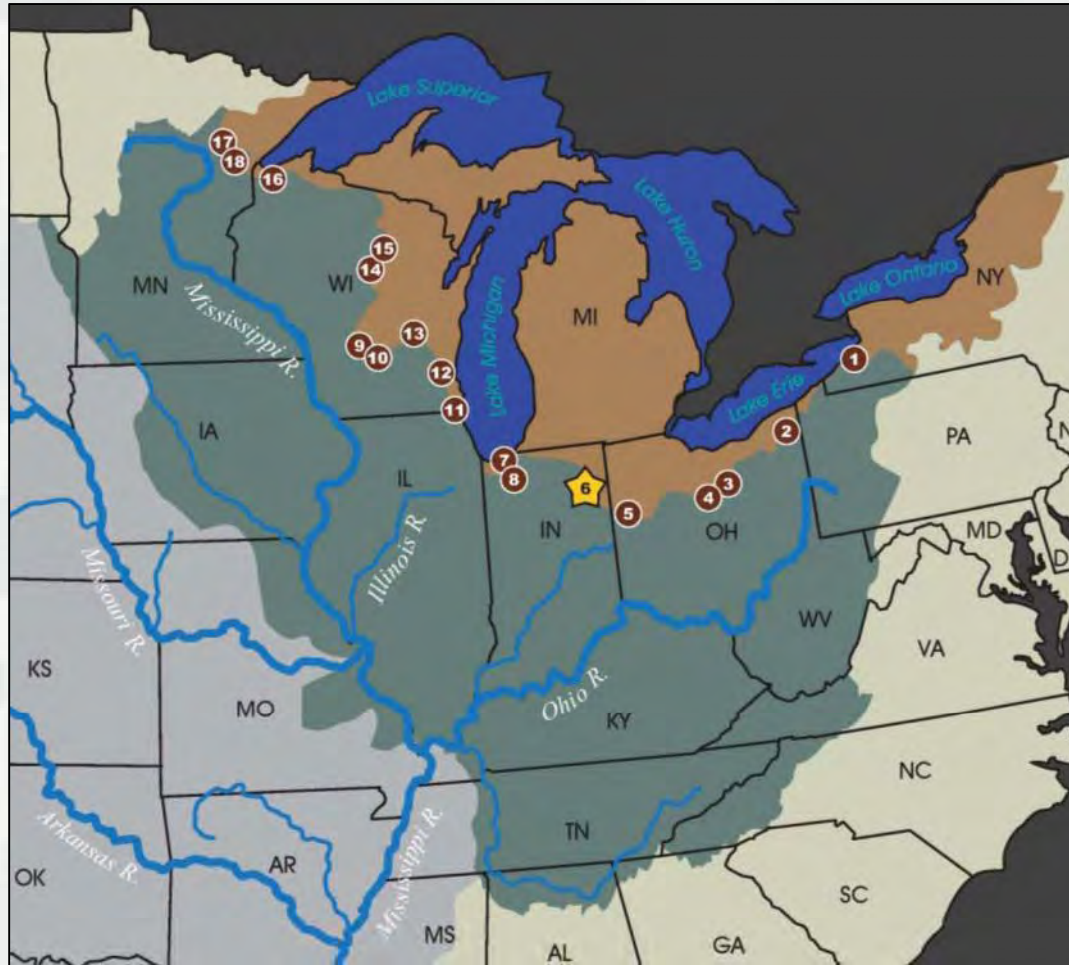 Lake Superior
17
18
16
Lake Huron
15
14
MN
WI
Lake Ontario
NY
Mississippi R.
Lake Michigan
MI
13
9
10
12
1
11
Lake Erie
2
PA
N
IA
IL
7
8
6
3
4
5
IN
OH
MD
D
Illinois R.
Missouri R.
WV
VA
KS
MO
Ohio R.
KY
NC
Arkansas R.
Mississippi R.
TN
AR
OK
SC
MS
AL
GA